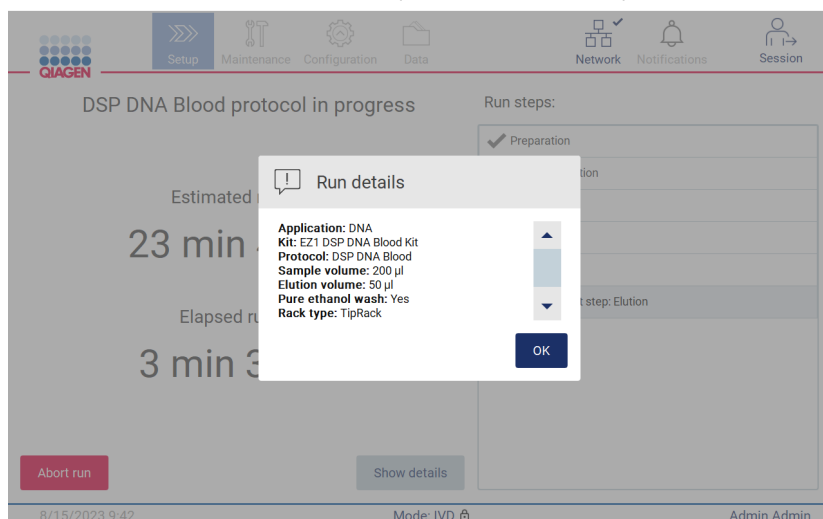 QIAGEN
Setup
Maintenance
Configuration
Data
Network
Notifications
Session
DSP DNA Blood protocol in progress
Run steps:
Preparation
Estimated
23 min
Elapsed
3 min
step: Elution
Run details
Application: DNA
Kit: EZ1 DSP DNA Blood Kit
Protocol: DSP DNA Blood
Sample volume: 200 µl
Elution volume: 50 µl
Pure ethanol wash: Yes
Rack type: TipRack
OK
Abort run
Show details
8/15/2023 9:42
Mode: IVD
Admin Admin